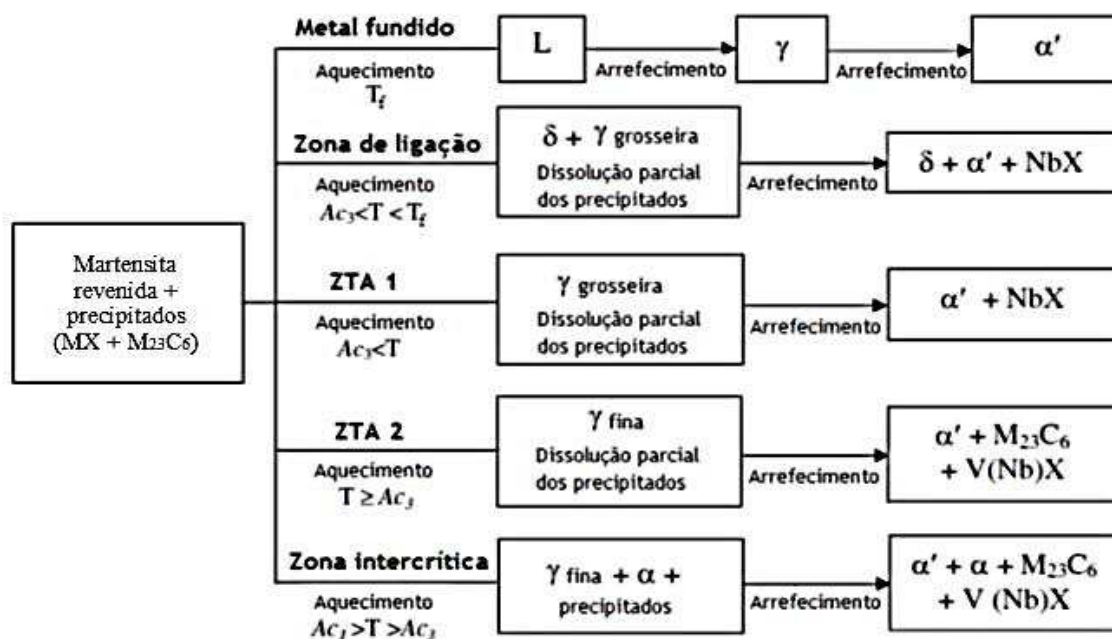 Metal fundido
Aquecimento
T_f
L
Arrefecimento
γ
Arrefecimento
α′
Zona de ligação
Aquecimento
Ac₃<T < T_f
δ + γ grosseira
Dissolução parcial
dos precipitados
Arrefecimento
δ + α′ + NbX
Martensita
revenida +
precipitados
(MX + M₂₃C₆)
ZTA 1
Aquecimento
Ac₃<T
γ grosseira
Dissolução parcial
dos precipitados
Arrefecimento
α′ + NbX
ZTA 2
Aquecimento
T ≥ Ac₃
γ fina
Dissolução parcial
dos precipitados
Arrefecimento
α′ + M₂₃C₆
+ V(Nb)X
Zona intercrítica
Aquecimento
Ac₁>T >Ac₃
γ fina + α +
precipitados
Arrefecimento
α′ + α + M₂₃C₆
+ V (Nb)X